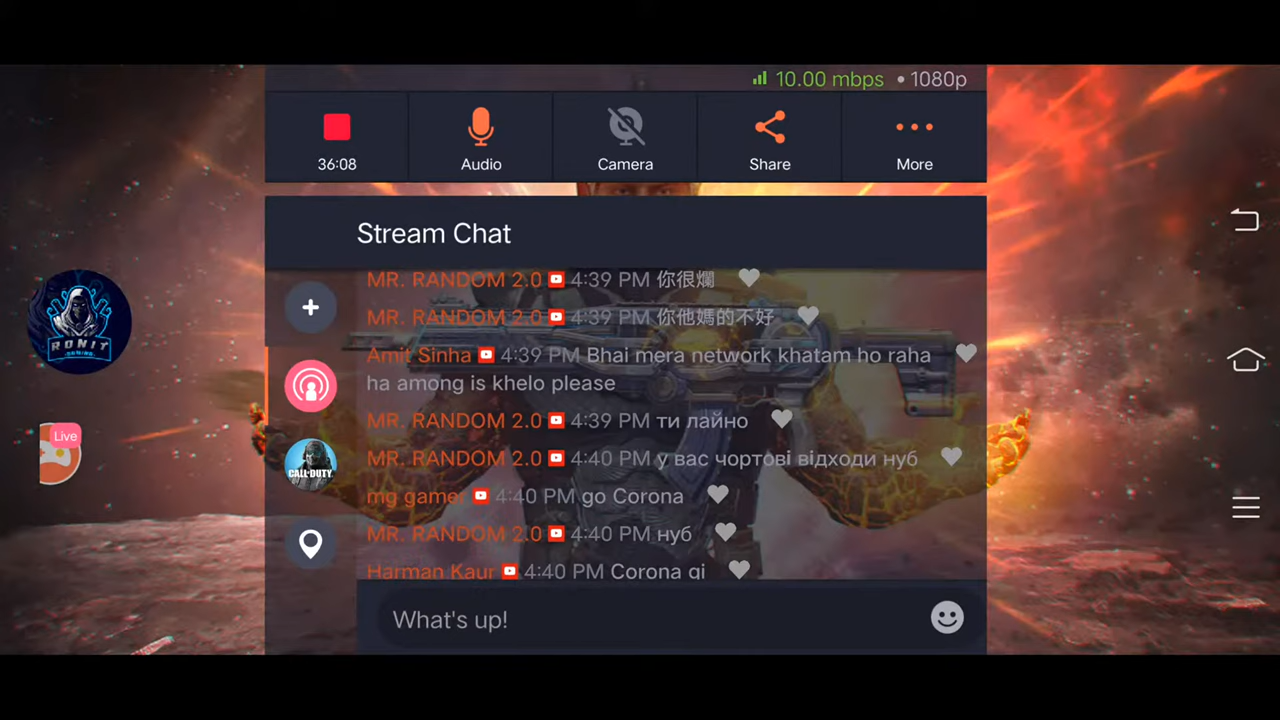 10.00 mbps • 1080p
36:08
Audio
Camera
Share
More
Stream Chat
MR. RANDOM 2.0 4:39 PM 你很爛
MR. RANDOM 2.0 4:39 PM 你他媽的不好
Amit Sinha 4:39 PM Bhai mera network khatam ho raha
ha among is khelo please
MR. RANDOM 2.0 4:39 PM ти лайно
MR. RANDOM 2.0 4:40 PM у вас чортові відходи нуб
mg gamer 4:40 PM go Corona
MR. RANDOM 2.0 4:40 PM нуб
Harman Kaur 4:40 PM Corona gi
What's up!
RONIT
GAMING
Live
CALL·DUTY